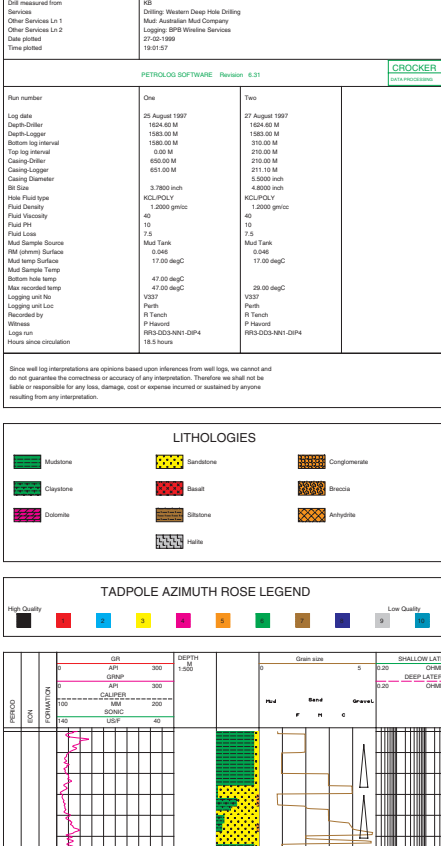 Drill measured from KB
Services Drilling: Western Deep Hole Drilling
Other Services Ln 1 Mud: Australian Mud Company
Other Services Ln 2 Logging: BPB Wireline Services
Date plotted 27-02-1999
Time plotted 19:01:57
PETROLOG SOFTWARE Revision 6.31
CROCKER
DATA PROCESSING
Run number One Two
Log date 25 August 1997 27 August 1997
Depth-Driller 1624.60 M 1624.60 M
Depth-Logger 1583.00 M 1583.00 M
Bottom log interval 1580.00 M 310.00 M
Top log interval 0.00 M 210.00 M
Casing-Driller 650.00 M 210.00 M
Casing-Logger 651.00 M 211.10 M
Casing Diameter 5.5000 inch
Bit Size 3.7800 inch 4.8000 inch
Hole Fluid type KCL/POLY KCL/POLY
Fluid Density 1.2000 gm/cc 1.2000 gm/cc
Fluid Viscosity 40 40
Fluid PH 10 10
Fluid Loss 7.5 7.5
Mud Sample Source Mud Tank Mud Tank
RM (ohmm) Surface 0.046 0.046
Mud temp Surface 17.00 degC 17.00 degC
Mud Sample Temp
Bottom hole temp 47.00 degC
Max recorded temp 47.00 degC 29.00 degC
Logging unit No V337 V337
Logging unit Loc Perth Perth
Recorded by R Tench R Tench
Witness P Havord P Havord
Logs run RR3-DD3-NN1-DIP4 RR3-DD3-NN1-DIP4
Hours since circulation 18.5 hours
Since well log interpretations are opinions based upon inferences from well logs, we cannot and
do not guarantee the correctness or accuracy of any interpretation. Therefore we shall not be
liable or responsible for any loss, damage, cost or expense incurred or sustained by anyone
resulting from any interpretation.
LITHOLOGIES
Mudstone Sandstone Conglomerate
Claystone Basalt Breccia
Dolomite Siltstone Anhydrite
Halite
TADPOLE AZIMUTH ROSE LEGEND
High Quality Low Quality
1 2 3 4 5 6 7 8 9 10
PERIOD
EON
FORMATION
GR
0 API 300
GRNP
0 API 300
CALIPER
100 MM 200
SONIC
140 US/F 40
DEPTH
M
1:500
Grain size
0 5
Mud Sand Gravel
F M C
SHALLOW LATE
0.20 OHMM
DEEP LATER
0.20 OHMM